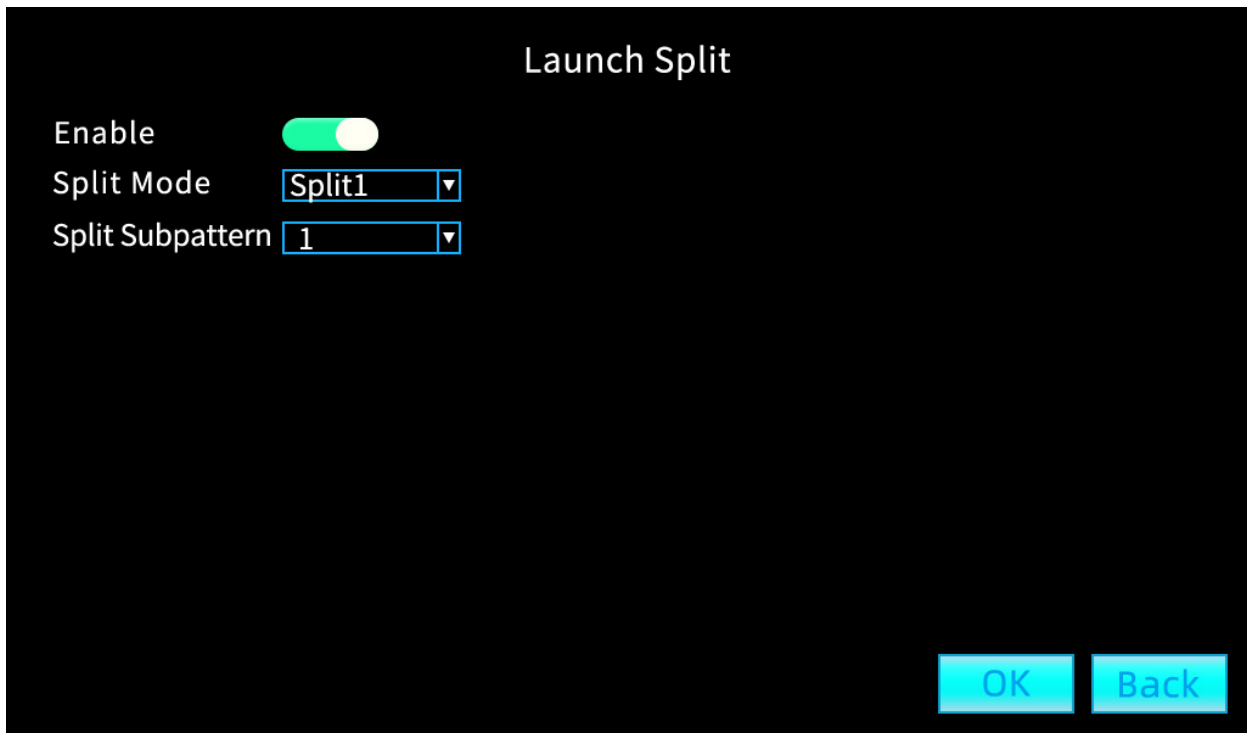 Launch Split
Enable
Split Mode Split1
Split Subpattern 1
OK Back